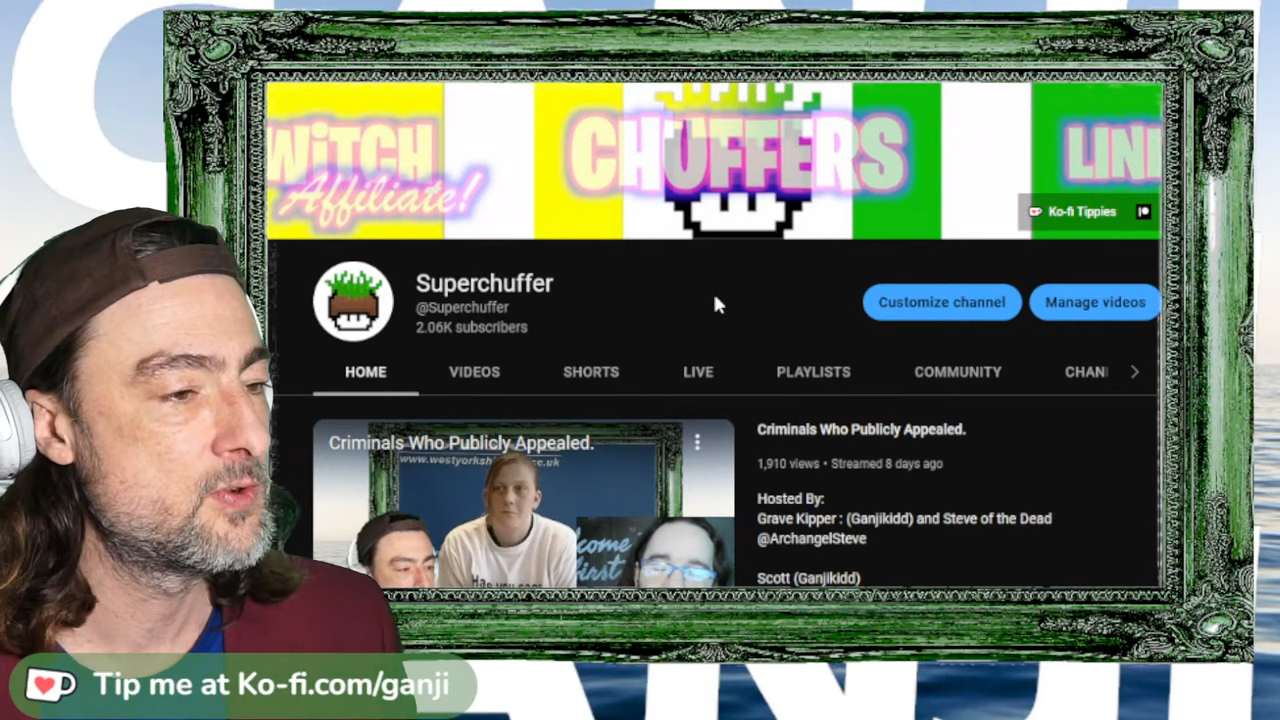 TWiTCH
Affiliate!
CHUFFERS
LIN
Ko-fi Tippies
Superchuffer
@Superchuffer
2.06K subscribers
Customize channel
Manage videos
HOME
VIDEOS
SHORTS
LIVE
PLAYLISTS
COMMUNITY
CHAN
Criminals Who Publicly Appealed.
Criminals Who Publicly Appealed.
1,910 views • Streamed 8 days ago
Hosted By:
Grave Kipper : (Ganjikidd) and Steve of the Dead
@ArchangelSteve
Scott (Ganjikidd)
Tip me at Ko-fi.com/ganji